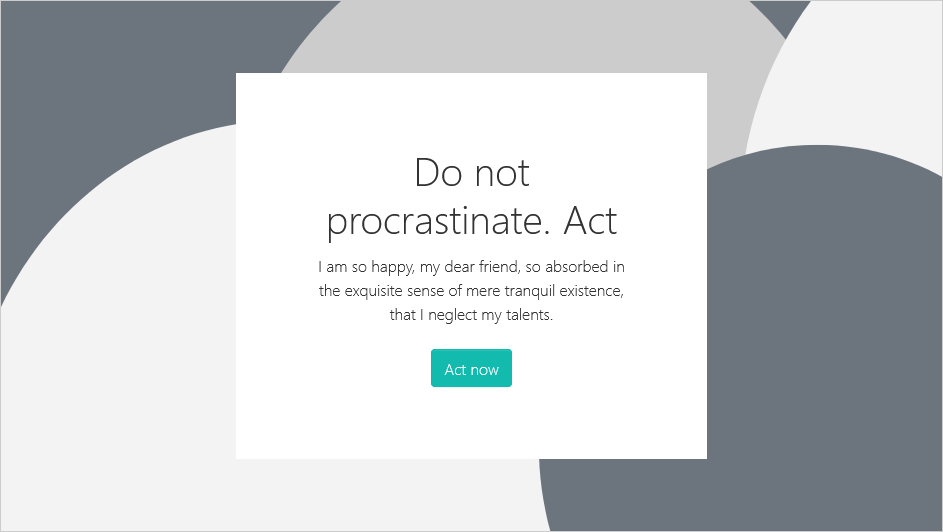 Do not
procrastinate. Act
I am so happy, my dear friend, so absorbed in
the exquisite sense of mere tranquil existence,
that I neglect my talents.
Act now